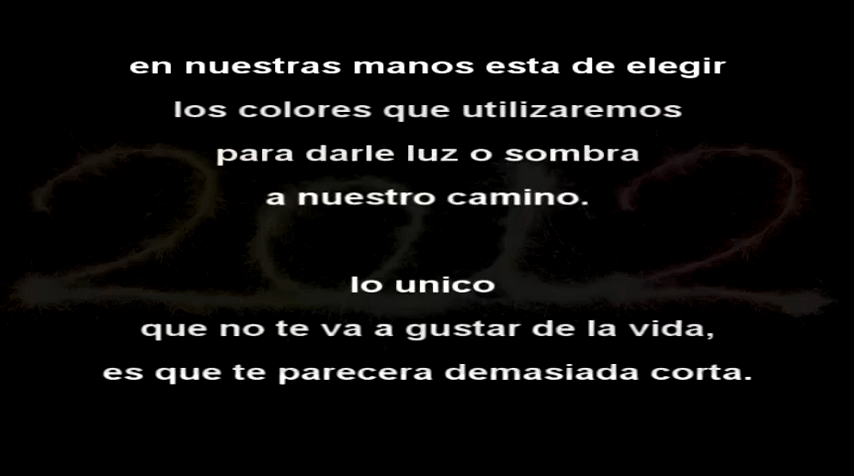 en nuestras manos esta de elegir
los colores que utilizaremos
para darle luz o sombra
a nuestro camino.
lo unico
que no te va a gustar de la vida,
es que te parecera demasiada corta.
2012